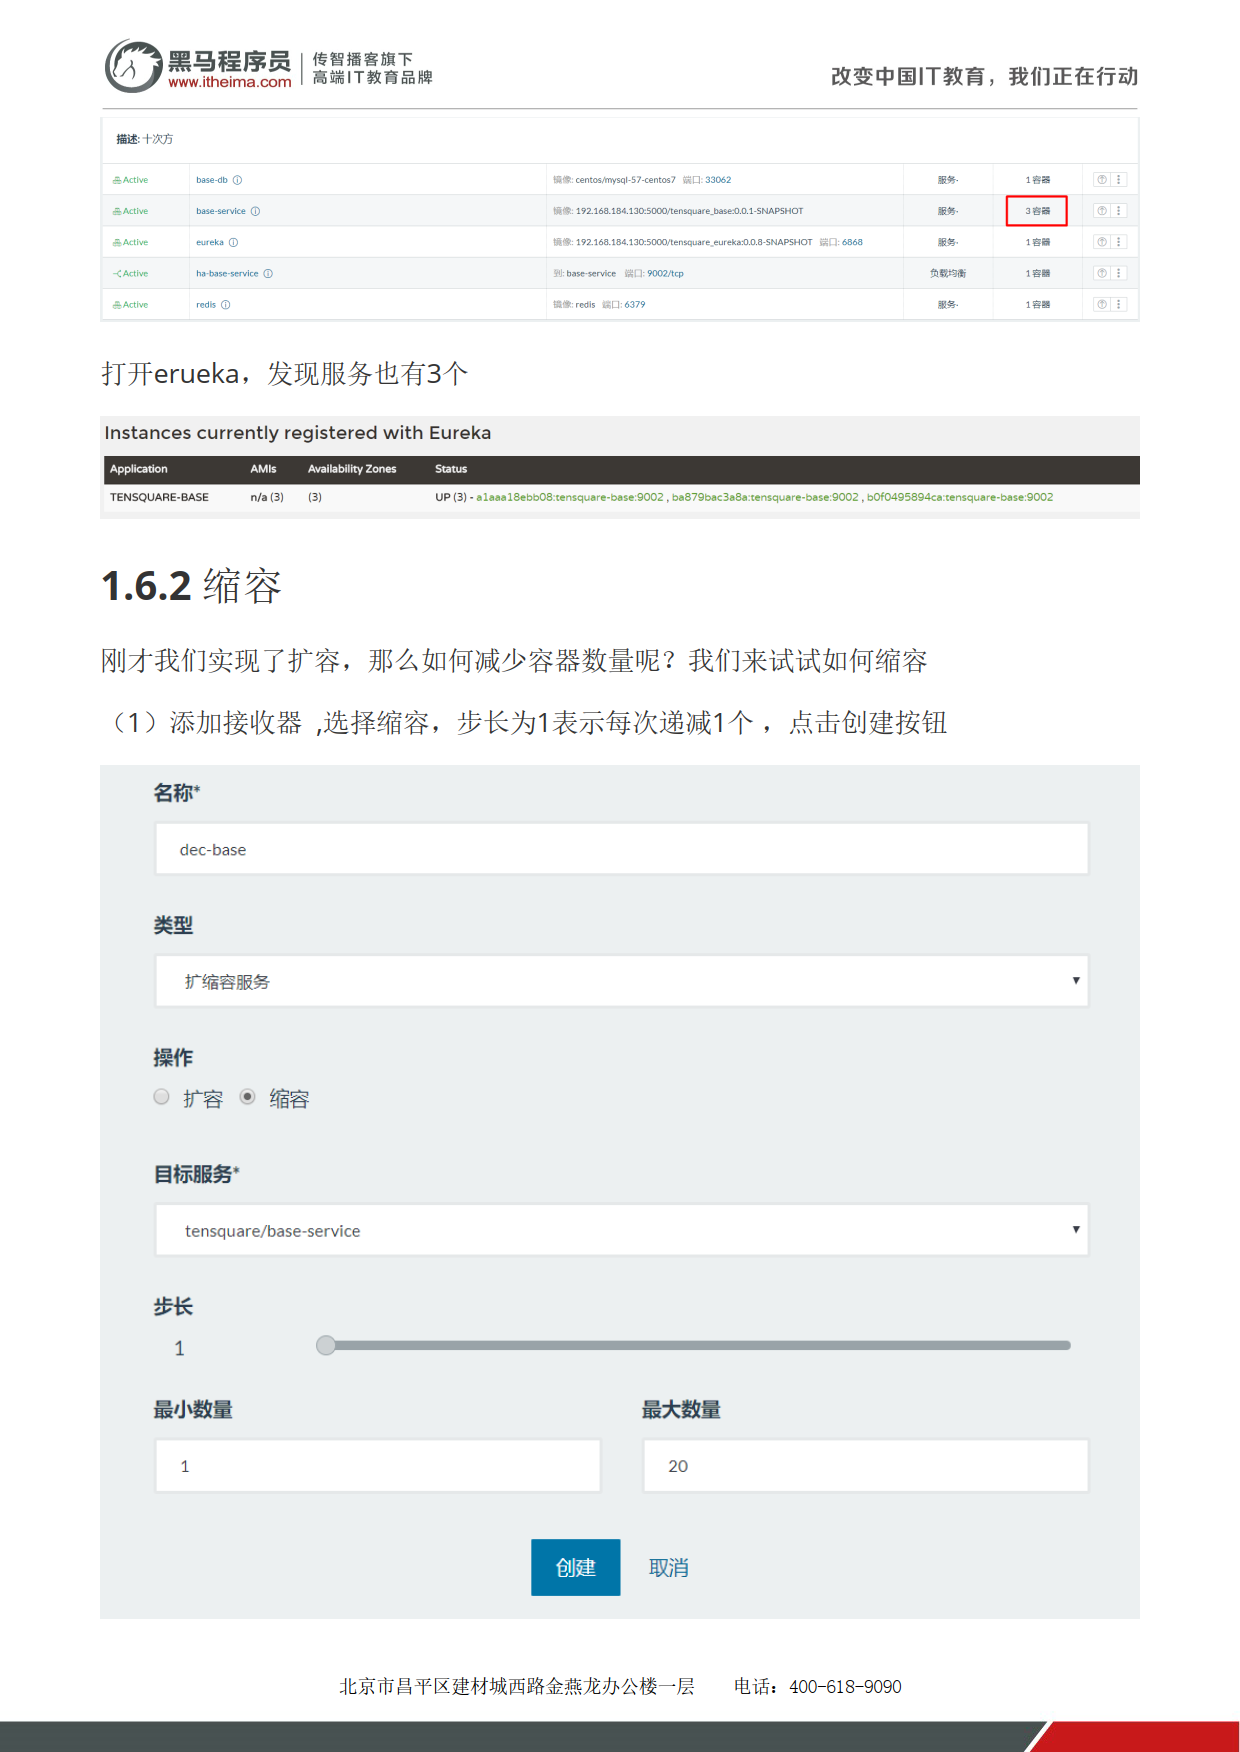 黑马程序员
www.itheima.com
传智播客旗下
高端IT教育品牌
改变中国IT教育，我们正在行动
描述: 十次方
Active base-db 镜像: centos/mysql-57-centos7 端口: 33062 服务- 1 容器
Active base-service 镜像: 192.168.184.130:5000/tensquare_base:0.0.1-SNAPSHOT 服务- 3 容器
Active eureka 镜像: 192.168.184.130:5000/tensquare_eureka:0.0.8-SNAPSHOT 端口: 6868 服务- 1 容器
Active ha-base-service 到: base-service 端口: 9002/tcp 负载均衡 1 容器
Active redis 镜像: redis 端口: 6379 服务- 1 容器
打开erueka，发现服务也有3个
Instances currently registered with Eureka
Application AMIs Availability Zones Status
TENSQUARE-BASE n/a (3) (3) UP (3) - a1aaa18ebb08:tensquare-base:9002 , ba879bac3a8a:tensquare-base:9002 , b0f0495894ca:tensquare-base:9002
1.6.2 缩容
刚才我们实现了扩容，那么如何减少容器数量呢？我们来试试如何缩容
（1）添加接收器 ,选择缩容，步长为1表示每次递减1个 ，点击创建按钮
名称*
dec-base
类型
扩缩容服务
操作
扩容 缩容
目标服务*
tensquare/base-service
步长
1
最小数量 最大数量
1 20
创建 取消
北京市昌平区建材城西路金燕龙办公楼一层 电话：400-618-9090